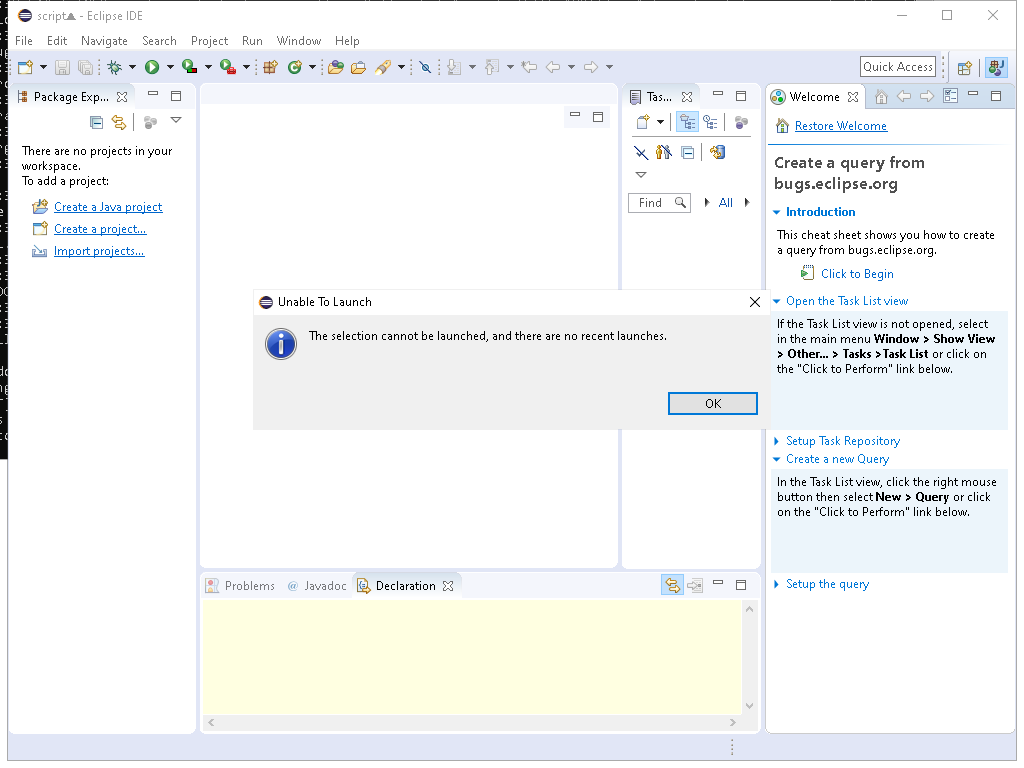 script▲ - Eclipse IDE
File Edit Navigate Search Project Run Window Help
Quick Access
Package Exp...
Tas...
Welcome
Restore Welcome
There are no projects in your
workspace.
To add a project:
Create a Java project
Create a project...
Import projects...
Find
All
Create a query from
bugs.eclipse.org
Introduction
This cheat sheet shows you how to create
a query from bugs.eclipse.org.
Click to Begin
Open the Task List view
If the Task List view is not opened, select
in the main menu Window > Show View
> Other... > Tasks >Task List or click on
the "Click to Perform" link below.
Setup Task Repository
Create a new Query
In the Task List view, click the right mouse
button then select New > Query or click
on the "Click to Perform" link below.
Setup the query
Unable To Launch
The selection cannot be launched, and there are no recent launches.
OK
Problems @ Javadoc Declaration